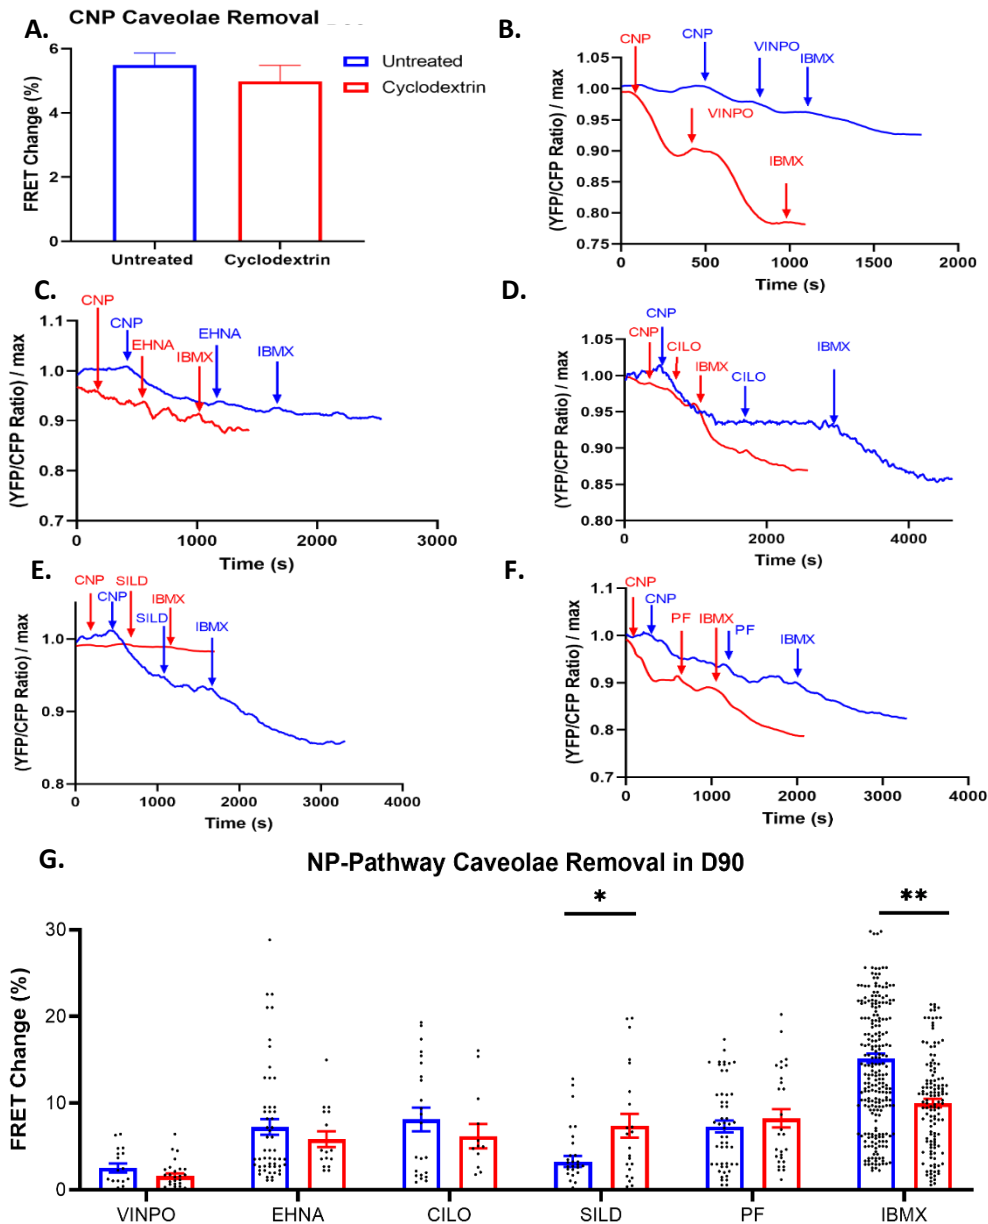 A.
CNP Caveolae Removal
FRET Change (%)
6
4
2
0
Untreated
Cyclodextrin
Untreated
Cyclodextrin
B.
(YFP/CFP Ratio) / max
1.05
1.00
0.95
0.90
0.85
0.80
0.75
CNP
CNP
VINPO
IBMX
VINPO
IBMX
0
500
1000
1500
2000
Time (s)
C.
(YFP/CFP Ratio) / max
1.1
1.0
0.9
0.8
0.7
CNP
CNP
EHNA
EHNA
IBMX
IBMX
0
1000
2000
3000
Time (s)
D.
(YFP/CFP Ratio) / max
1.05
1.00
0.95
0.90
0.85
0.80
CNP
CNP
CILO
IBMX
CILO
IBMX
0
2000
4000
Time (s)
E.
(YFP/CFP Ratio) / max
1.0
0.9
0.8
CNP
SILD
CNP
IBMX
SILD
IBMX
0
1000
2000
3000
4000
Time (s)
F.
(YFP/CFP Ratio) / max
1.1
1.0
0.9
0.8
0.7
CNP
CNP
PF
IBMX
PF
IBMX
0
1000
2000
3000
4000
Time (s)
G.
NP-Pathway Caveolae Removal in D90
FRET Change (%)
30
20
10
0
*
**
VINPO
EHNA
CILO
SILD
PF
IBMX